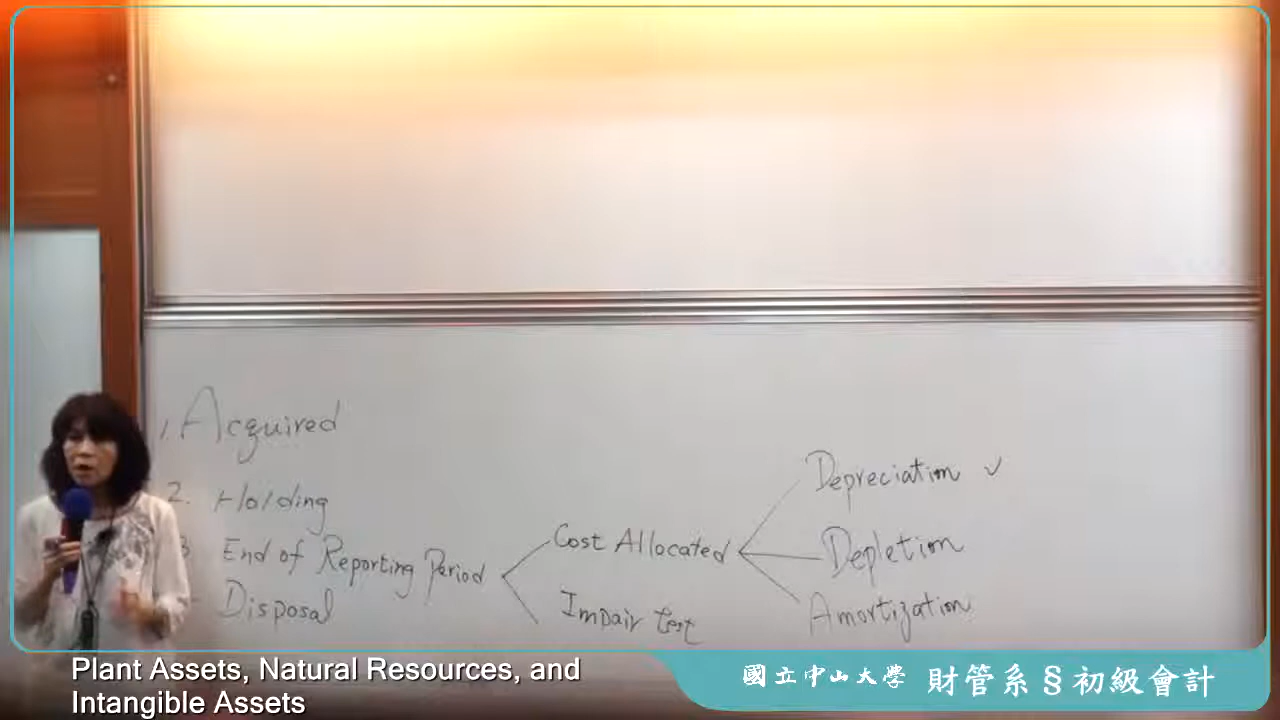 1. Acquired
2. Holding
3 End of Reporting Period
Disposal
Cost Allocated
Impair test
Depreciation ✓
Depletion
Amortization
Plant Assets, Natural Resources, and
Intangible Assets
國立中山大學 財管系§初級會計